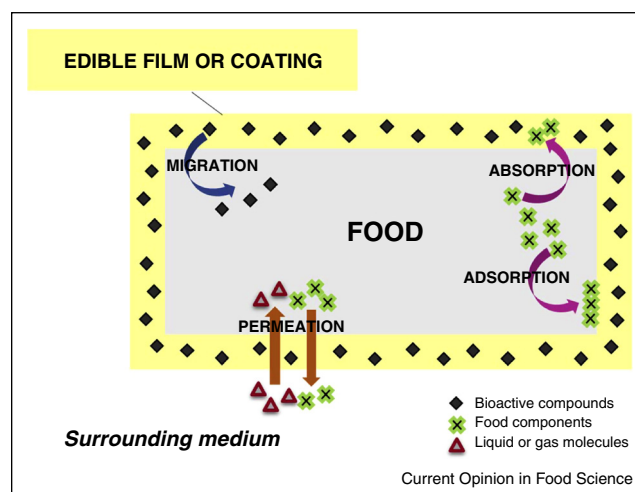 EDIBLE FILM OR COATING
MIGRATION
ABSORPTION
FOOD
ADSORPTION
PERMEATION
Surrounding medium
Bioactive compounds
Food components
Liquid or gas molecules
Current Opinion in Food Science